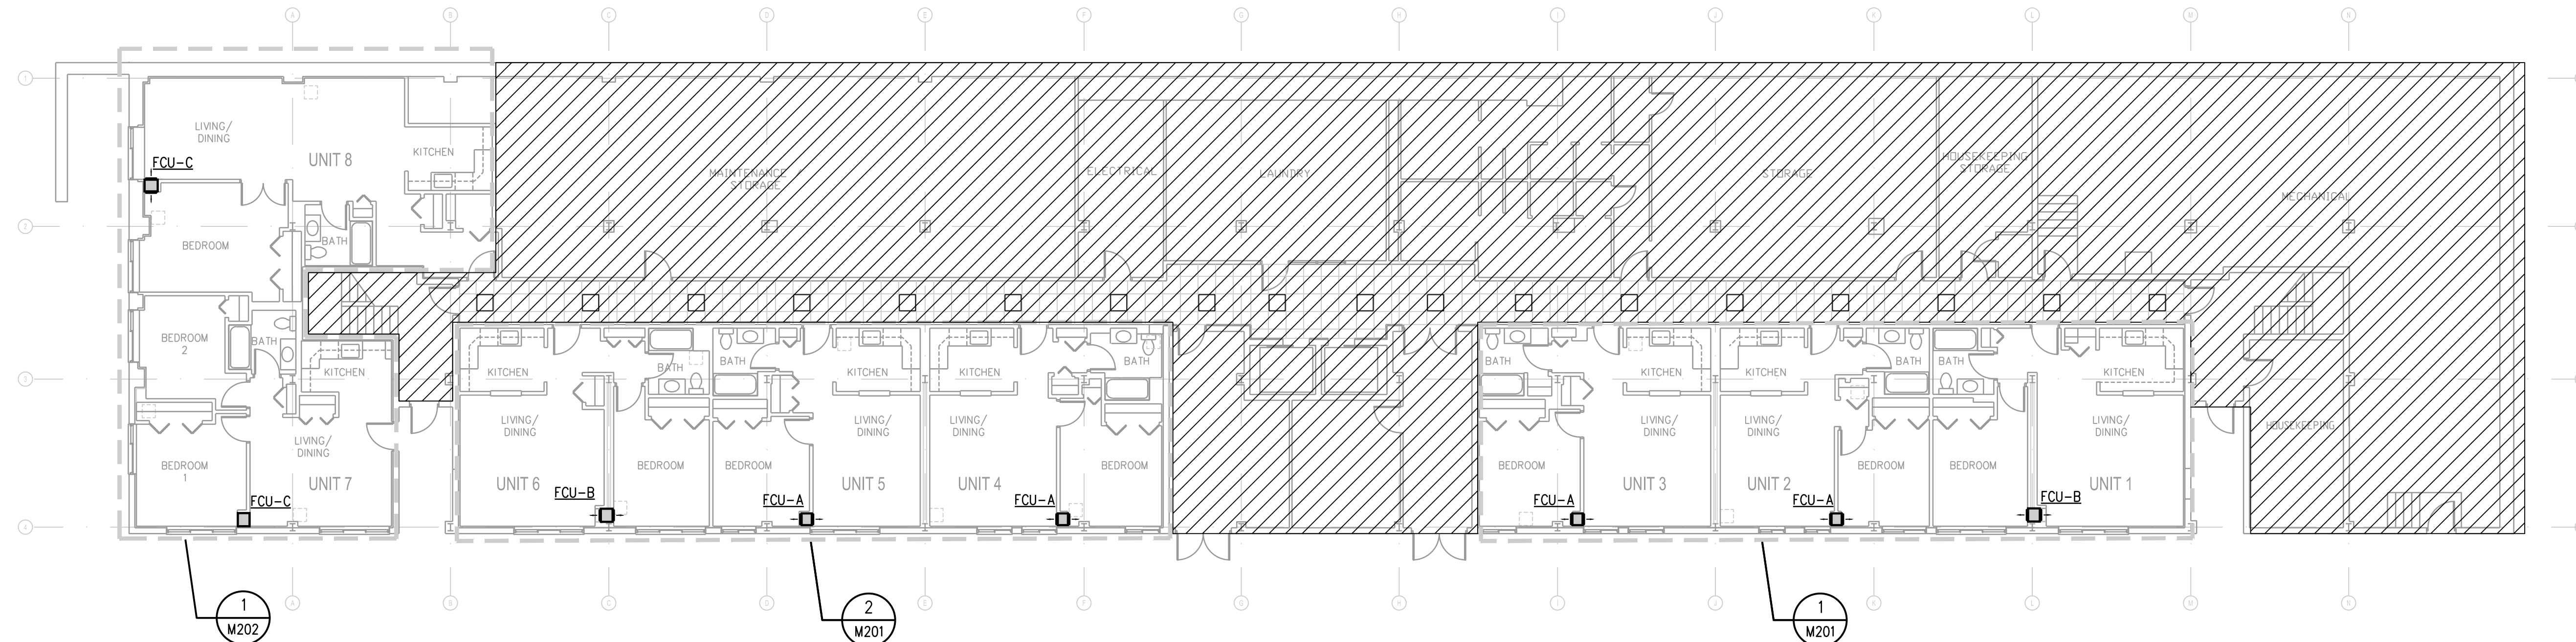 A B C D E F G H I J K L M N
1
LIVING/
DINING
UNIT 8
KITCHEN
FCU-C
MAINTENANCE
STORAGE
ELECTRICAL
LAUNDRY
STORAGE
HOUSEKEEPING
STORAGE
MECHANICAL
2
BEDROOM
BATH
BEDROOM
2
BATH
KITCHEN
KITCHEN
BATH
BATH
KITCHEN
KITCHEN
BATH
BATH
KITCHEN
KITCHEN
BATH
BATH
KITCHEN
3
LIVING/
DINING
LIVING/
DINING
LIVING/
DINING
LIVING/
DINING
LIVING/
DINING
LIVING/
DINING
LIVING/
DINING
HOUSEKEEPING
BEDROOM
1
BEDROOM
BEDROOM
BEDROOM
BEDROOM
BEDROOM
BEDROOM
UNIT 7
UNIT 6
UNIT 5
UNIT 4
UNIT 3
UNIT 2
UNIT 1
FCU-C
FCU-B
FCU-A
FCU-A
FCU-A
FCU-A
FCU-B
4
A B C D E F G H I J K L M N
1
M202
2
M201
1
M201